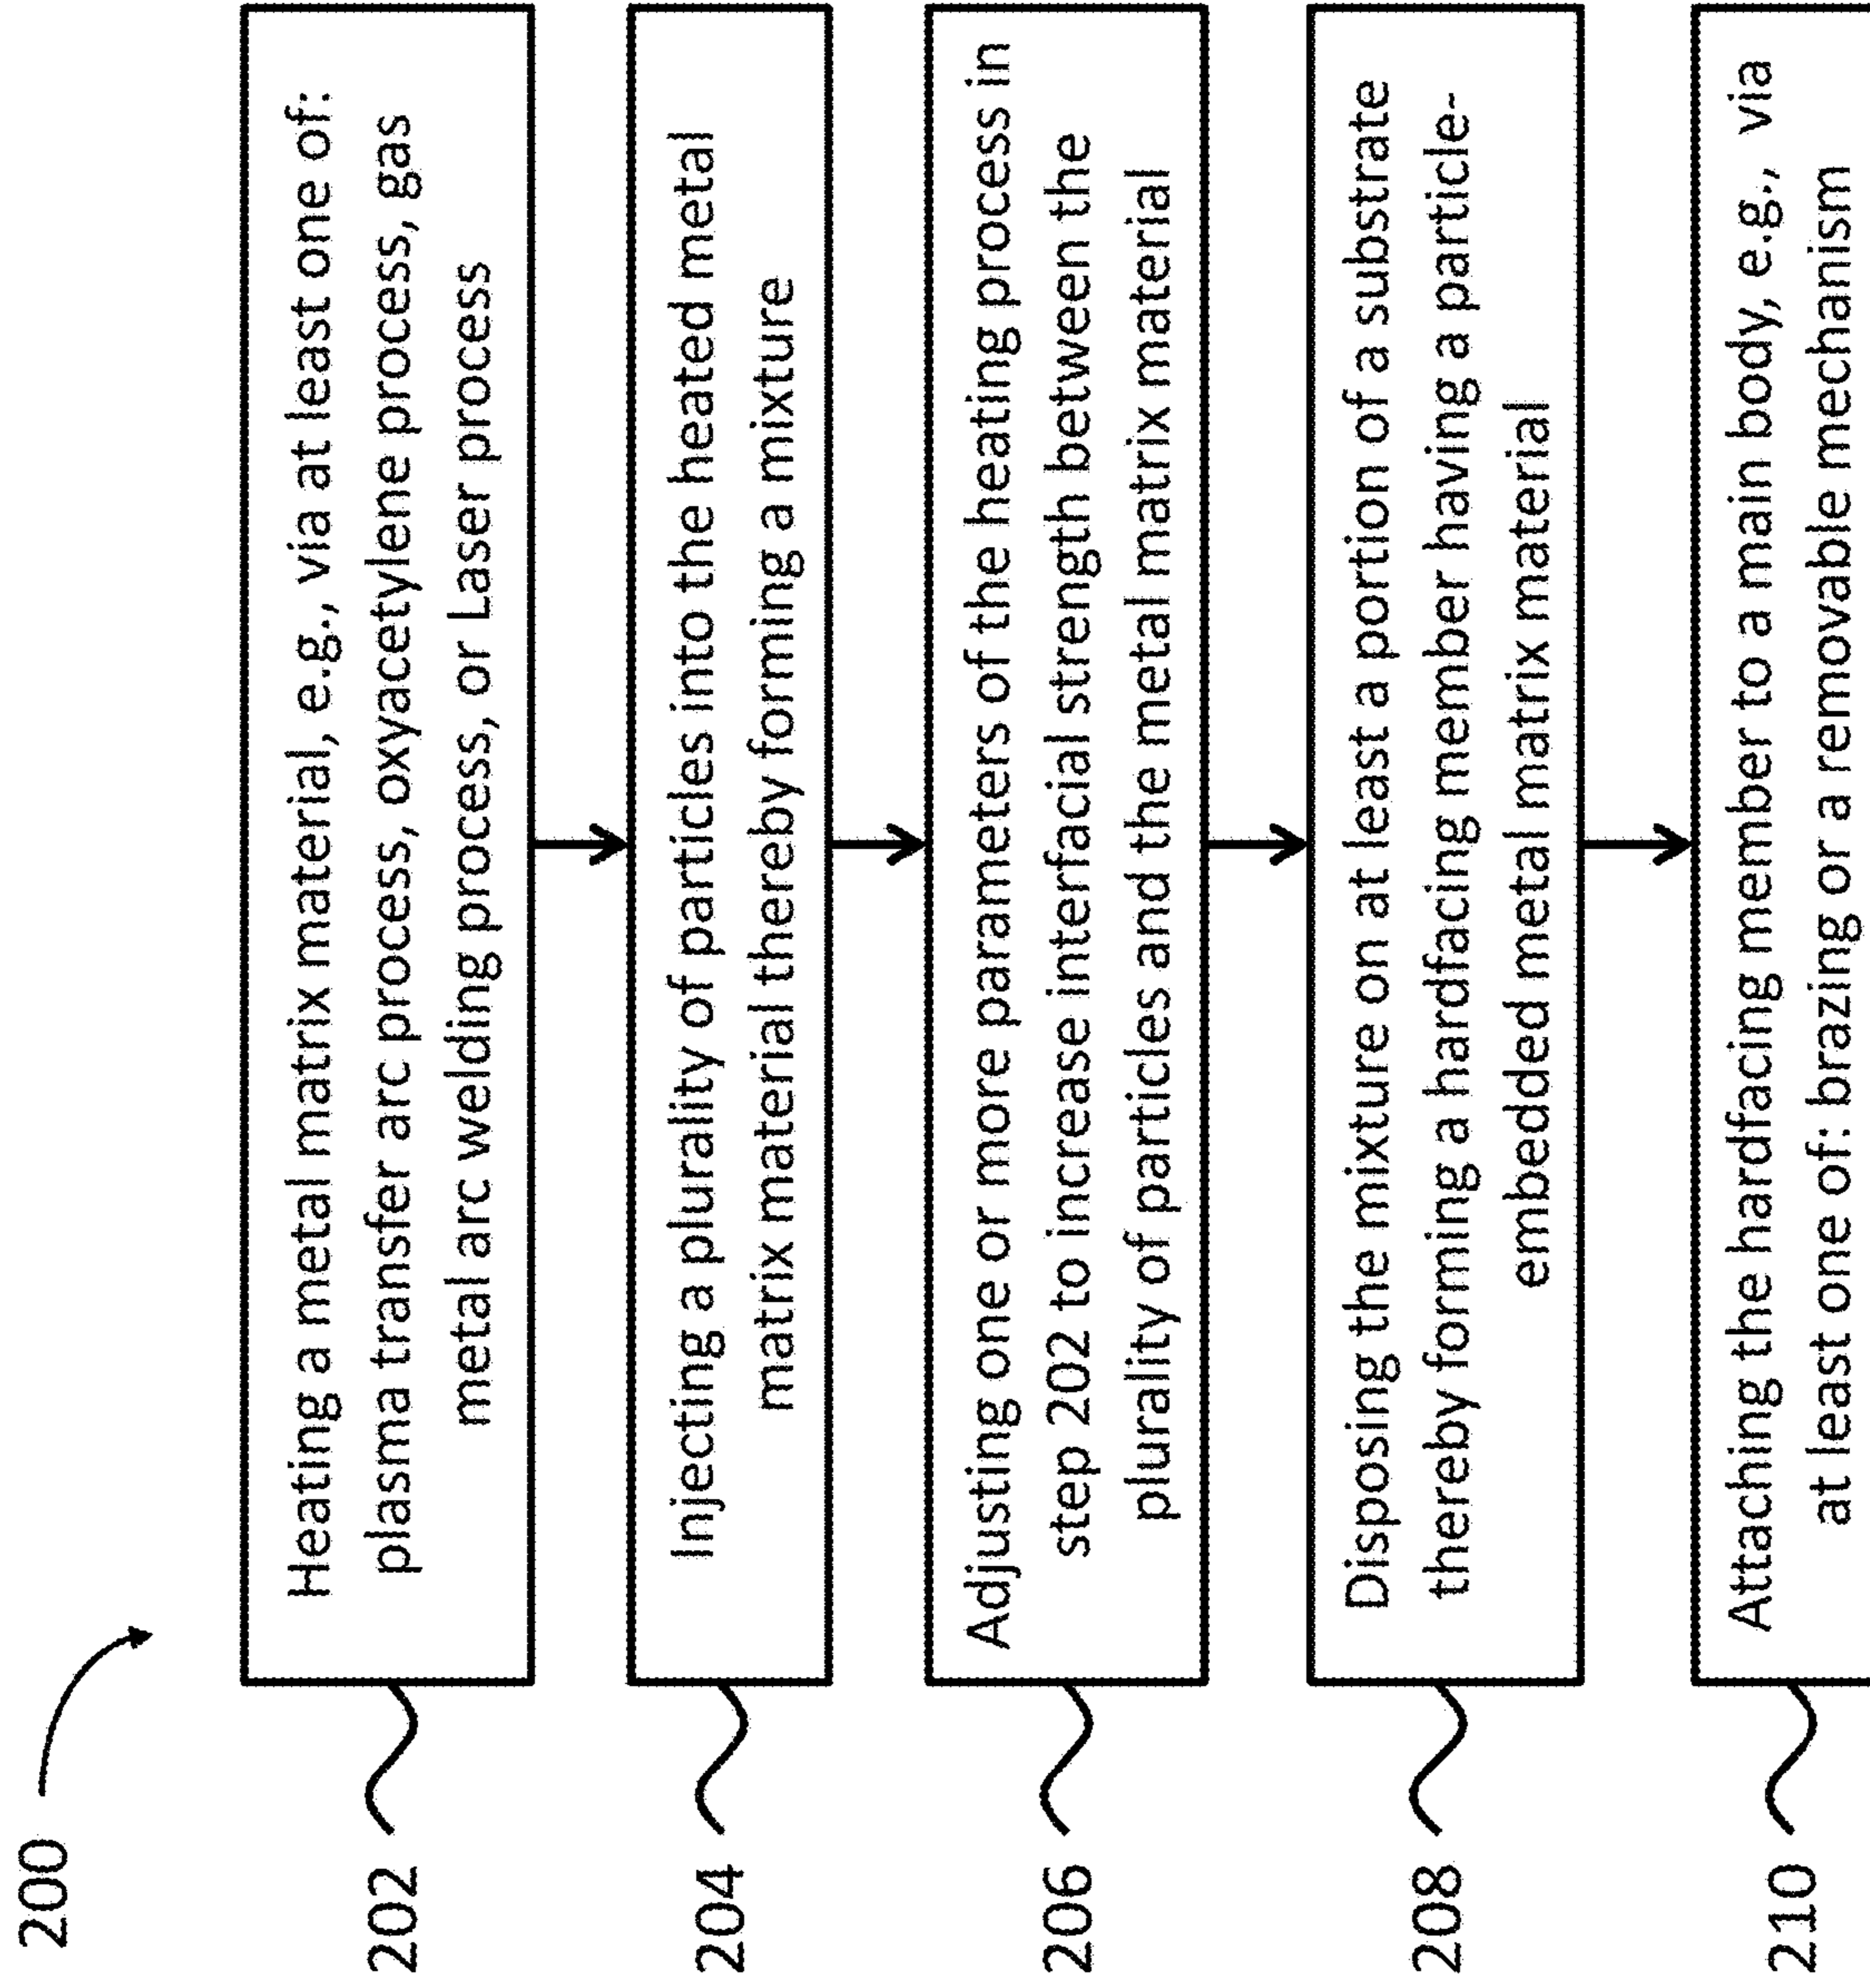 200
202
Heating a metal matrix material, e.g., via at least one of:
plasma transfer arc process, oxyacetylene process, gas
metal arc welding process, or Laser process
204
Injecting a plurality of particles into the heated metal
matrix material thereby forming a mixture
206
Adjusting one or more parameters of the heating process in
step 202 to increase interfacial strength between the
plurality of particles and the metal matrix material
208
Disposing the mixture on at least a portion of a substrate
thereby forming a hardfacing member having a particle-
embedded metal matrix material
210
Attaching the hardfacing member to a main body, e.g., via
at least one of: brazing or a removable mechanism